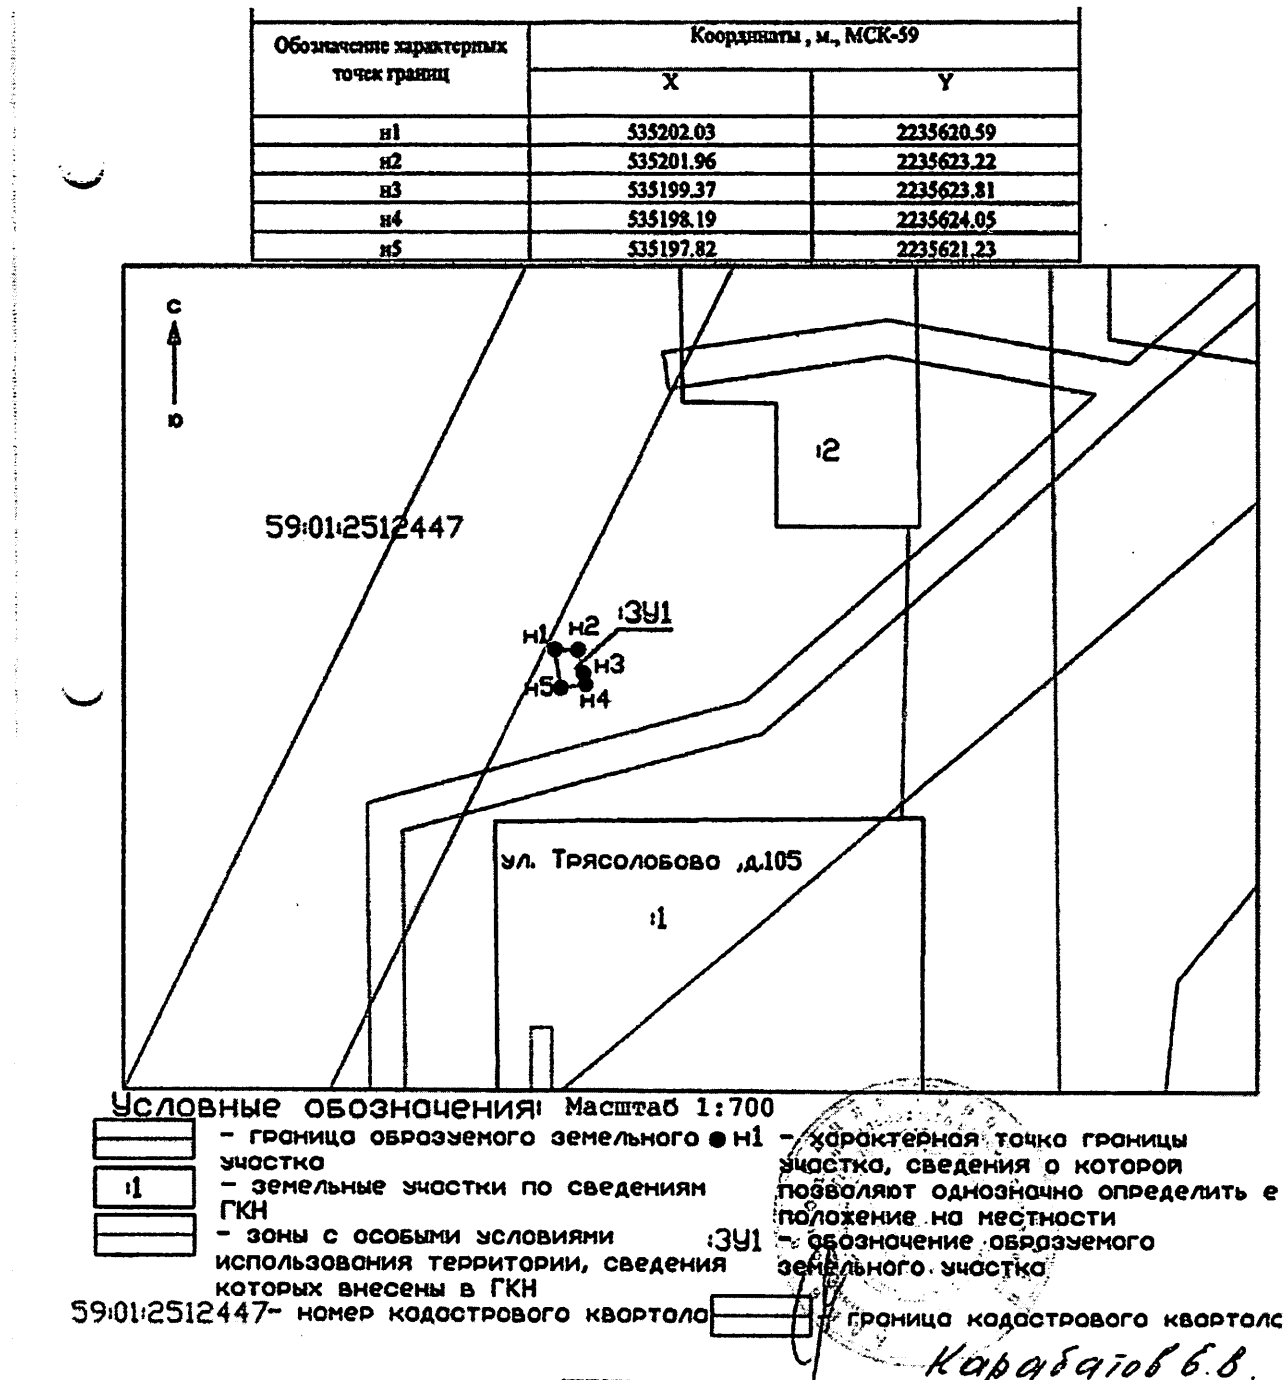 Обозначение характерных точек границ
Координаты , м., МСК-59
X Y
н1 535202.03 2235620.59
н2 535201.96 2235623.22
н3 535199.37 2235623.81
н4 535198.19 2235624.05
н5 535197.82 2235621.23
С
Ю
:2
59:01:2512447
:ЗУ1
н1 н2
н3
н5 н4
ул. Трясолобово ,д.105
:1
Условные обозначения: Масштаб 1:700
- граница образуемого земельного участка
:1 - земельные участки по сведениям ГКН
- зоны с особыми условиями использования территории, сведения которых внесены в ГКН
59:01:2512447- номер кадастрового квартала
н1 - характерная точка границы участка, сведения о которой позволяют однозначно определить е положение на местности
:ЗУ1 - обозначение образуемого земельного участка
- граница кадастрового квартала
Карабатов Б.В.